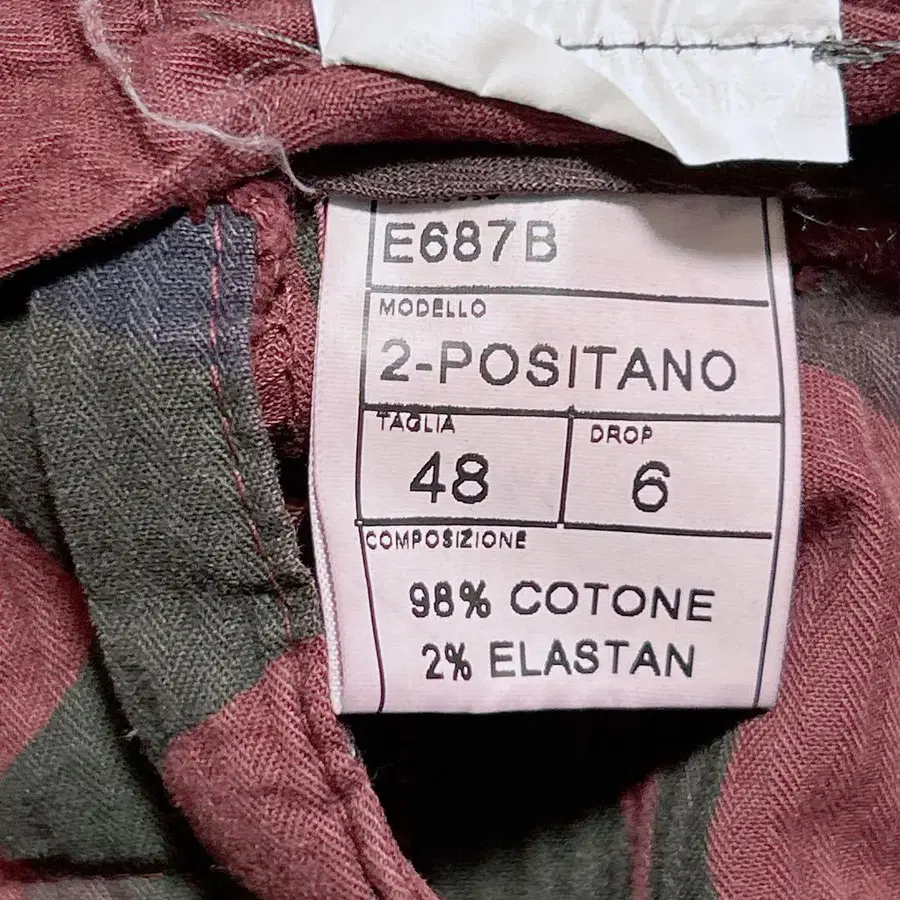 E687B
MODELLO
2-POSITANO
TAGLIA
DROP
48
6
COMPOSIZIONE
98% COTONE
2% ELASTAN